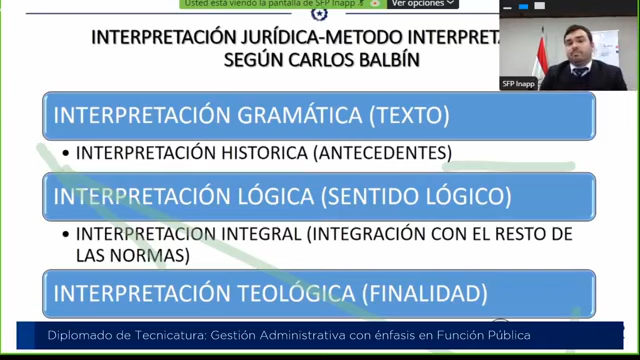 Usted está viendo la pantalla de SFP Inapp
Ver opciones
INTERPRETACIÓN JURÍDICA-METODO INTERPRETA
SEGÚN CARLOS BALBÍN
SFP Inapp
INTERPRETACIÓN GRAMÁTICA (TEXTO)
• INTERPRETACIÓN HISTORICA (ANTECEDENTES)
INTERPRETACIÓN LÓGICA (SENTIDO LÓGICO)
• INTERPRETACION INTEGRAL (INTEGRACIÓN CON EL RESTO DE
LAS NORMAS)
INTERPRETACIÓN TEOLÓGICA (FINALIDAD)
Diplomado de Tecnicatura: Gestión Administrativa con énfasis en Función Pública